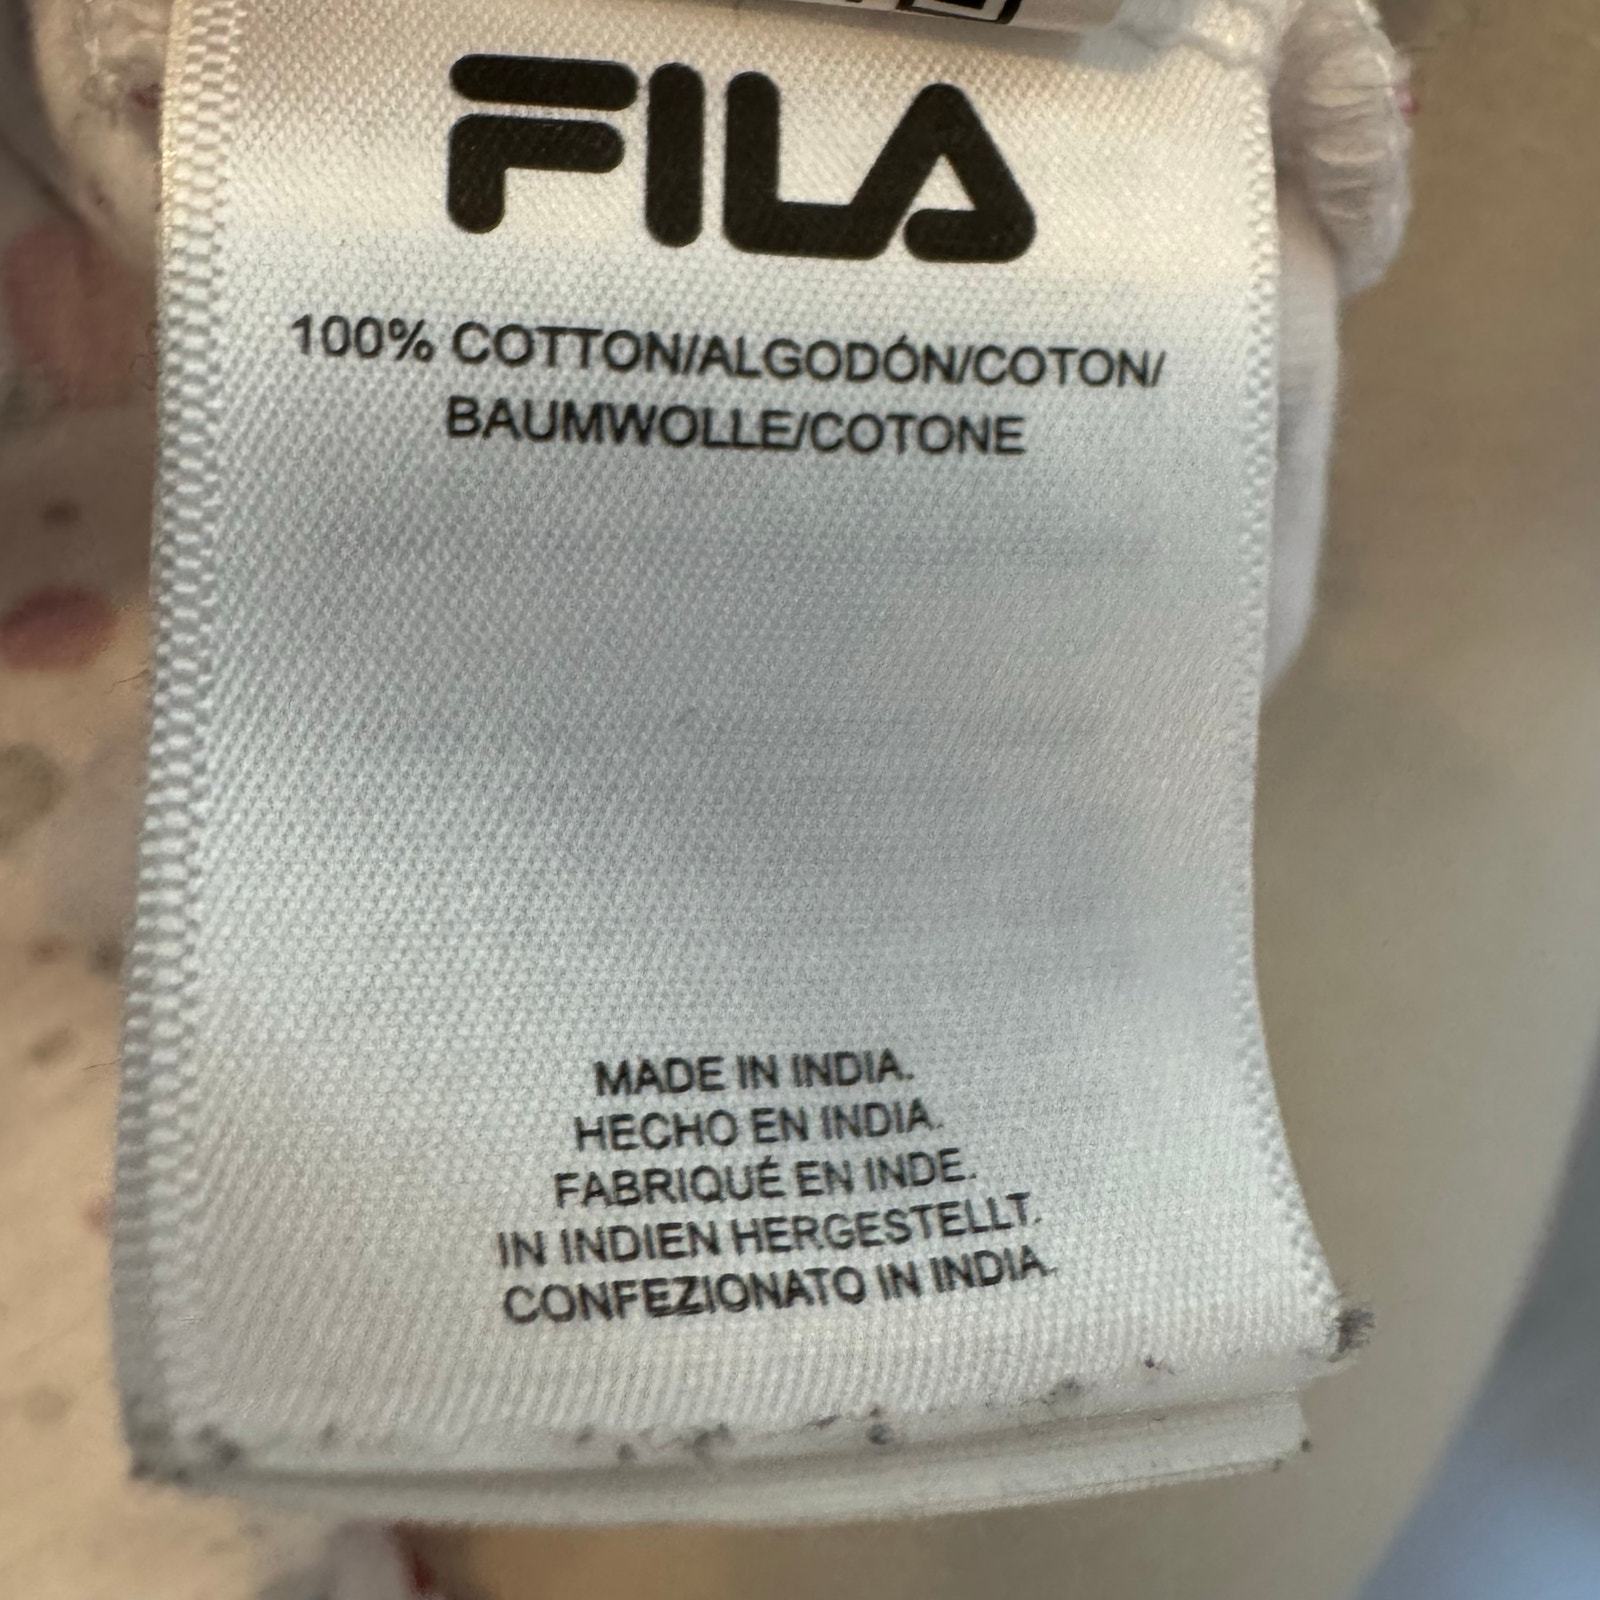 FILA
100% COTTON/ALGODÓN/COTON/
BAUMWOLLE/COTONE
MADE IN INDIA.
HECHO EN INDIA.
FABRIQUÉ EN INDE.
IN INDIEN HERGESTELLT.
CONFEZIONATO IN INDIA.